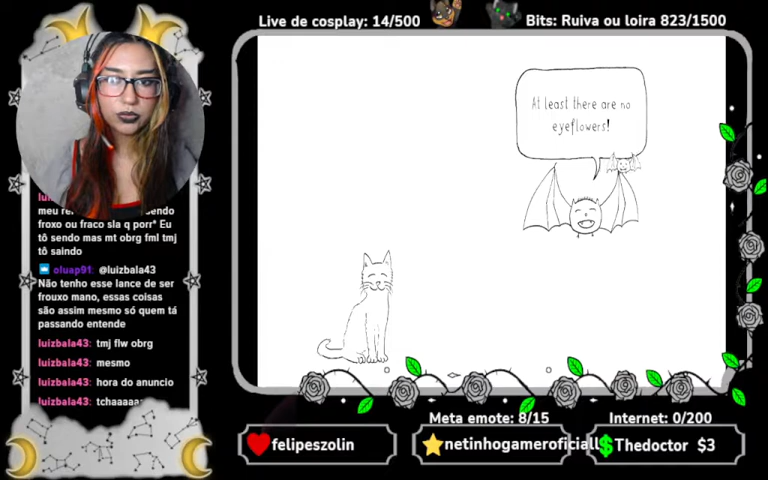 Live de cosplay: 14/500
Bits: Ruiva ou loira 823/1500
At least there are no
eyeflowers!
sendo
froxo ou fraco sla q porr* Eu
tô sendo mas mt obrg fml tmj
tô saindo
oluap91: @luizbala43
Não tenho esse lance de ser
frouxo mano, essas coisas
são assim mesmo só quem tá
passando entende
luizbala43: tmj flw obrg
luizbala43: mesmo
luizbala43: hora do anuncio
luizbala43: tchaaaaa
Meta emote: 8/15
Internet: 0/200
felipeszolin
netinhogameroficiall
Thedoctor $3